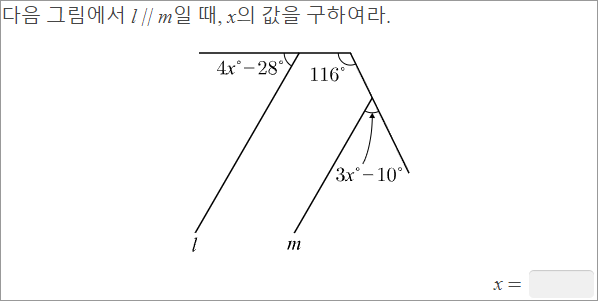 다음 그림에서 l // m일 때, x의 값을 구하여라.
4x°−28°
116°
3x°−10°
l
m
x =